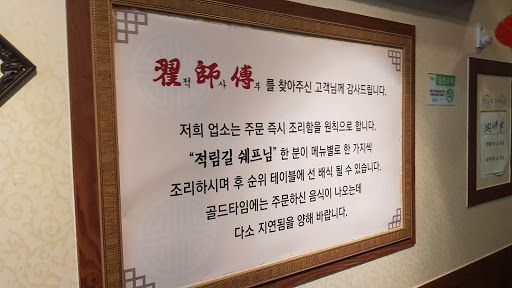 翟적 師사 傅부 를 찾아주신 고객님께 감사드립니다.
저희 업소는 주문 즉시 조리함을 원칙으로 합니다.
“적림길 쉐프님” 한 분이 메뉴별로 한 가지씩
조리하시며 후 순위 테이블에 선 배식 될 수 있습니다.
골드타임에는 주문하신 음식이 나오는데
다소 지연됨을 양해 바랍니다.